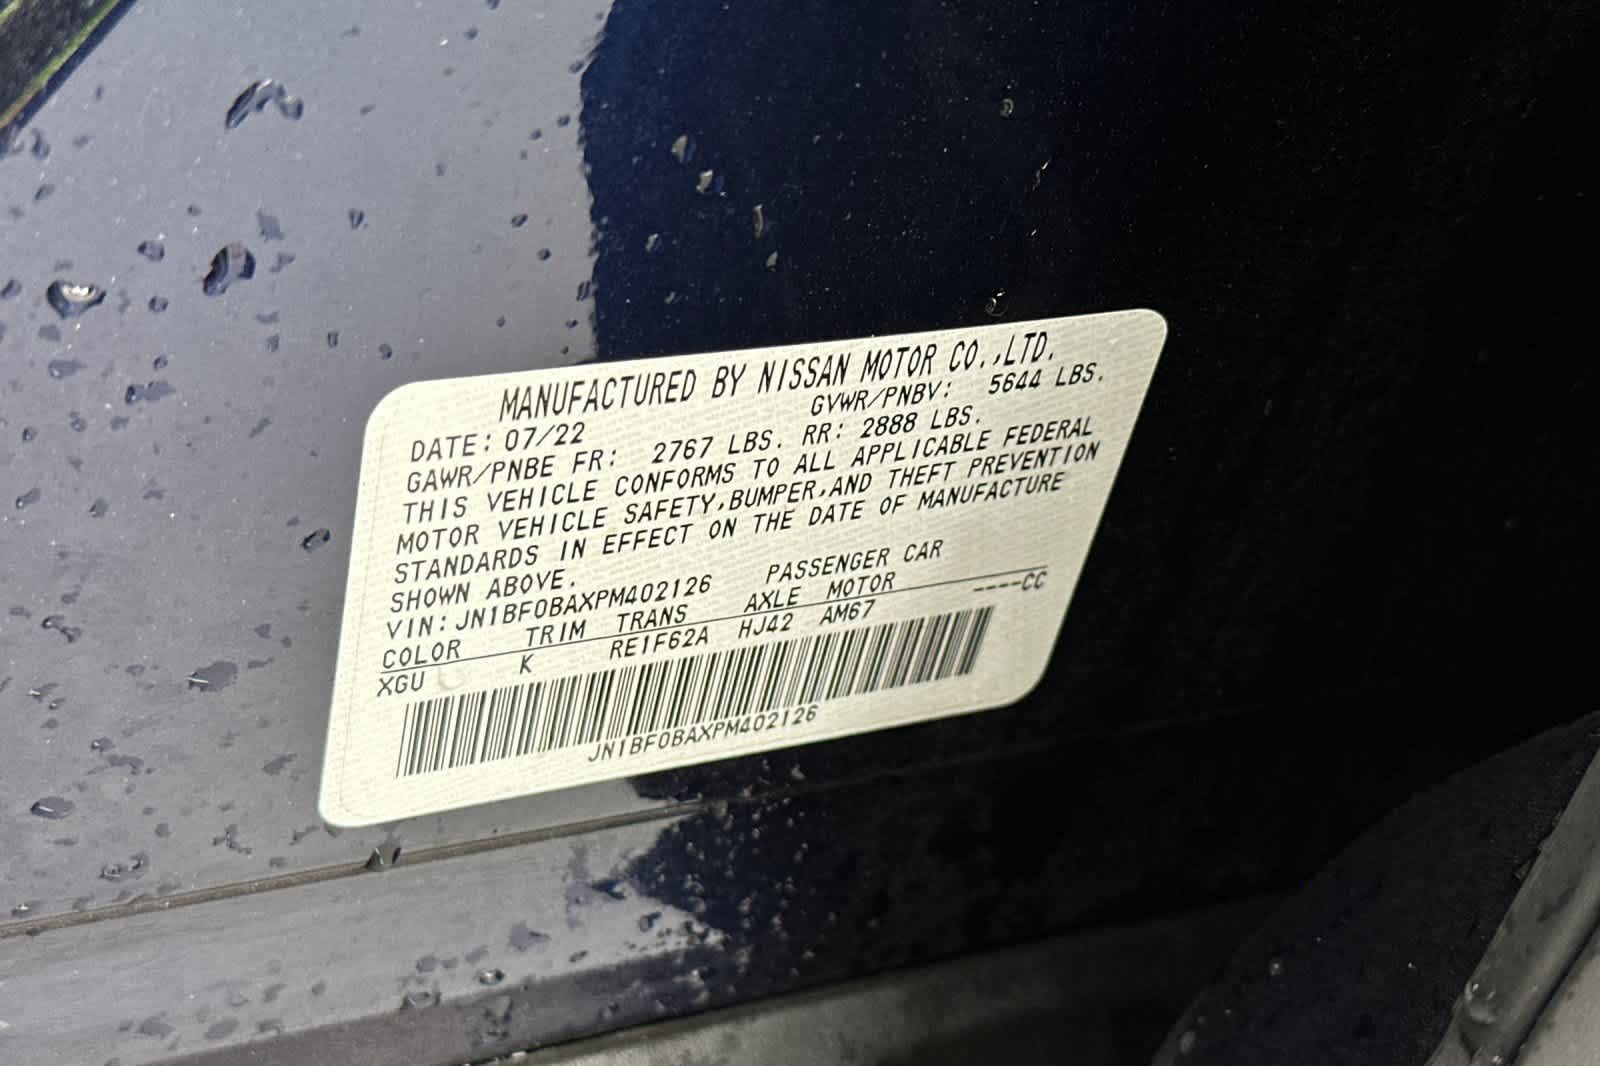 MANUFACTURED BY NISSAN MOTOR CO.,LTD.
DATE: 07/22 GVWR/PNBV: 5644 LBS.
GAWR/PNBE FR: 2767 LBS. RR: 2888 LBS.
THIS VEHICLE CONFORMS TO ALL APPLICABLE FEDERAL
MOTOR VEHICLE SAFETY,BUMPER,AND THEFT PREVENTION
STANDARDS IN EFFECT ON THE DATE OF MANUFACTURE
SHOWN ABOVE.
VIN: JN1BF0BAXPM402126 PASSENGER CAR
COLOR TRIM TRANS AXLE MOTOR ----CC
XGU K RE1F62A HJ42 AM67
JN1BF0BAXPM402126